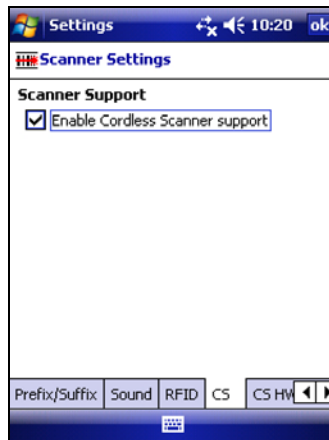 Settings 10:20 ok
Scanner Settings
Scanner Support
Enable Cordless Scanner support
Prefix/Suffix Sound RFID CS CS HW